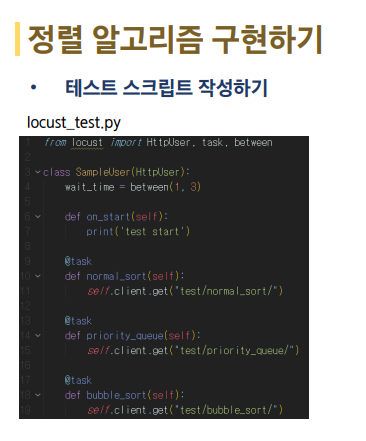 정렬 알고리즘 구현하기
• 테스트 스크립트 작성하기
locust_test.py
1 from locust import HttpUser, task, between
2
3 class SampleUser(HttpUser):
4 wait_time = between(1, 3)
5
6 def on_start(self):
7 print('test start')
8
9 @task
10 def normal_sort(self):
11 self.client.get("test/normal_sort/")
12
13 @task
14 def priority_queue(self):
15 self.client.get("test/priority_queue/")
16
17 @task
18 def bubble_sort(self):
19 self.client.get("test/bubble_sort/")